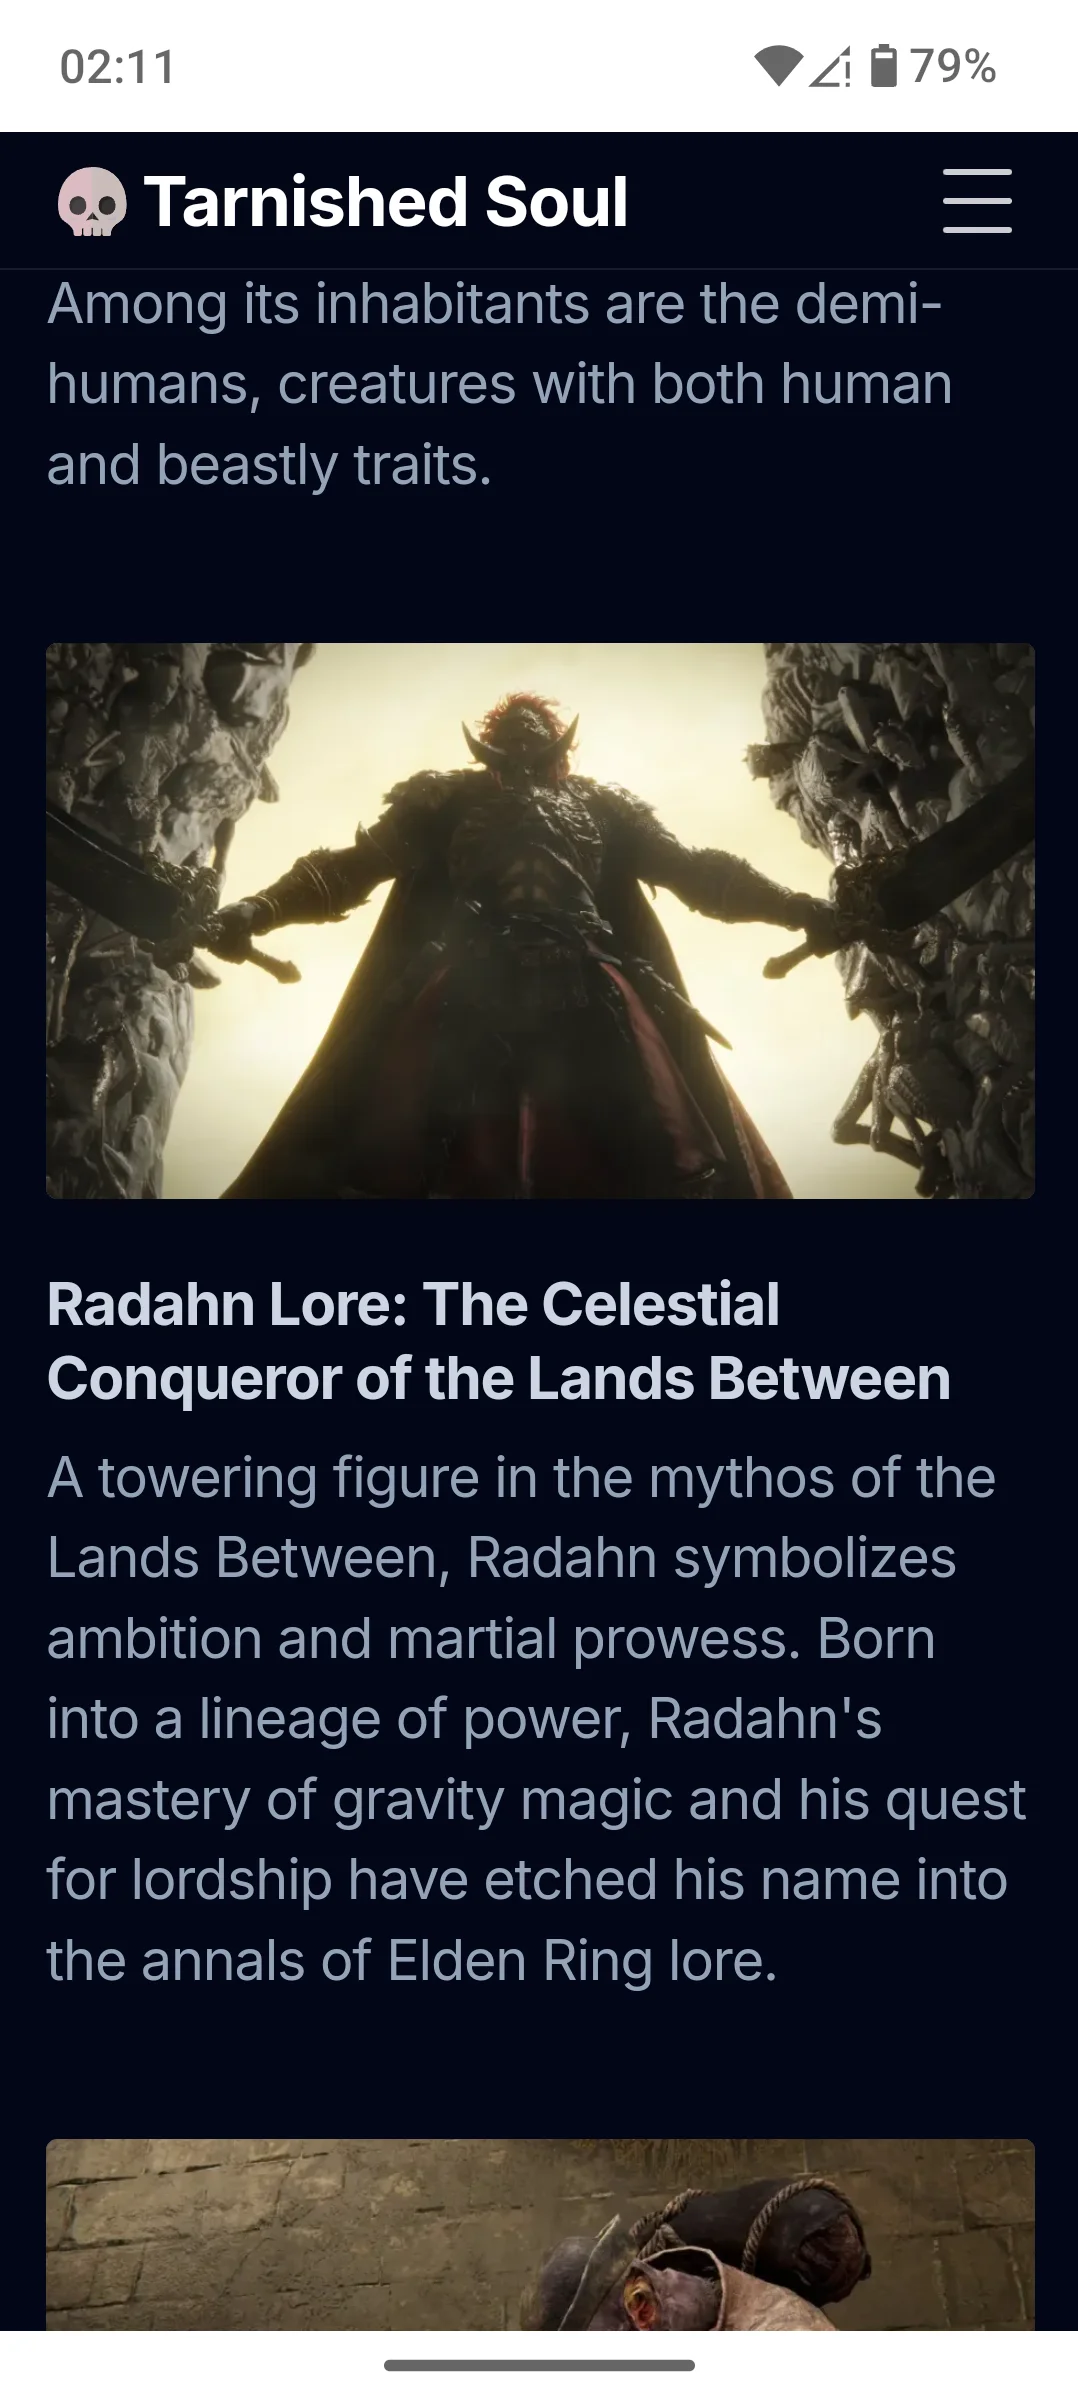 02:11
79%
Tarnished Soul
Among its inhabitants are the demi-
humans, creatures with both human
and beastly traits.
Radahn Lore: The Celestial
Conqueror of the Lands Between
A towering figure in the mythos of the
Lands Between, Radahn symbolizes
ambition and martial prowess. Born
into a lineage of power, Radahn's
mastery of gravity magic and his quest
for lordship have etched his name into
the annals of Elden Ring lore.